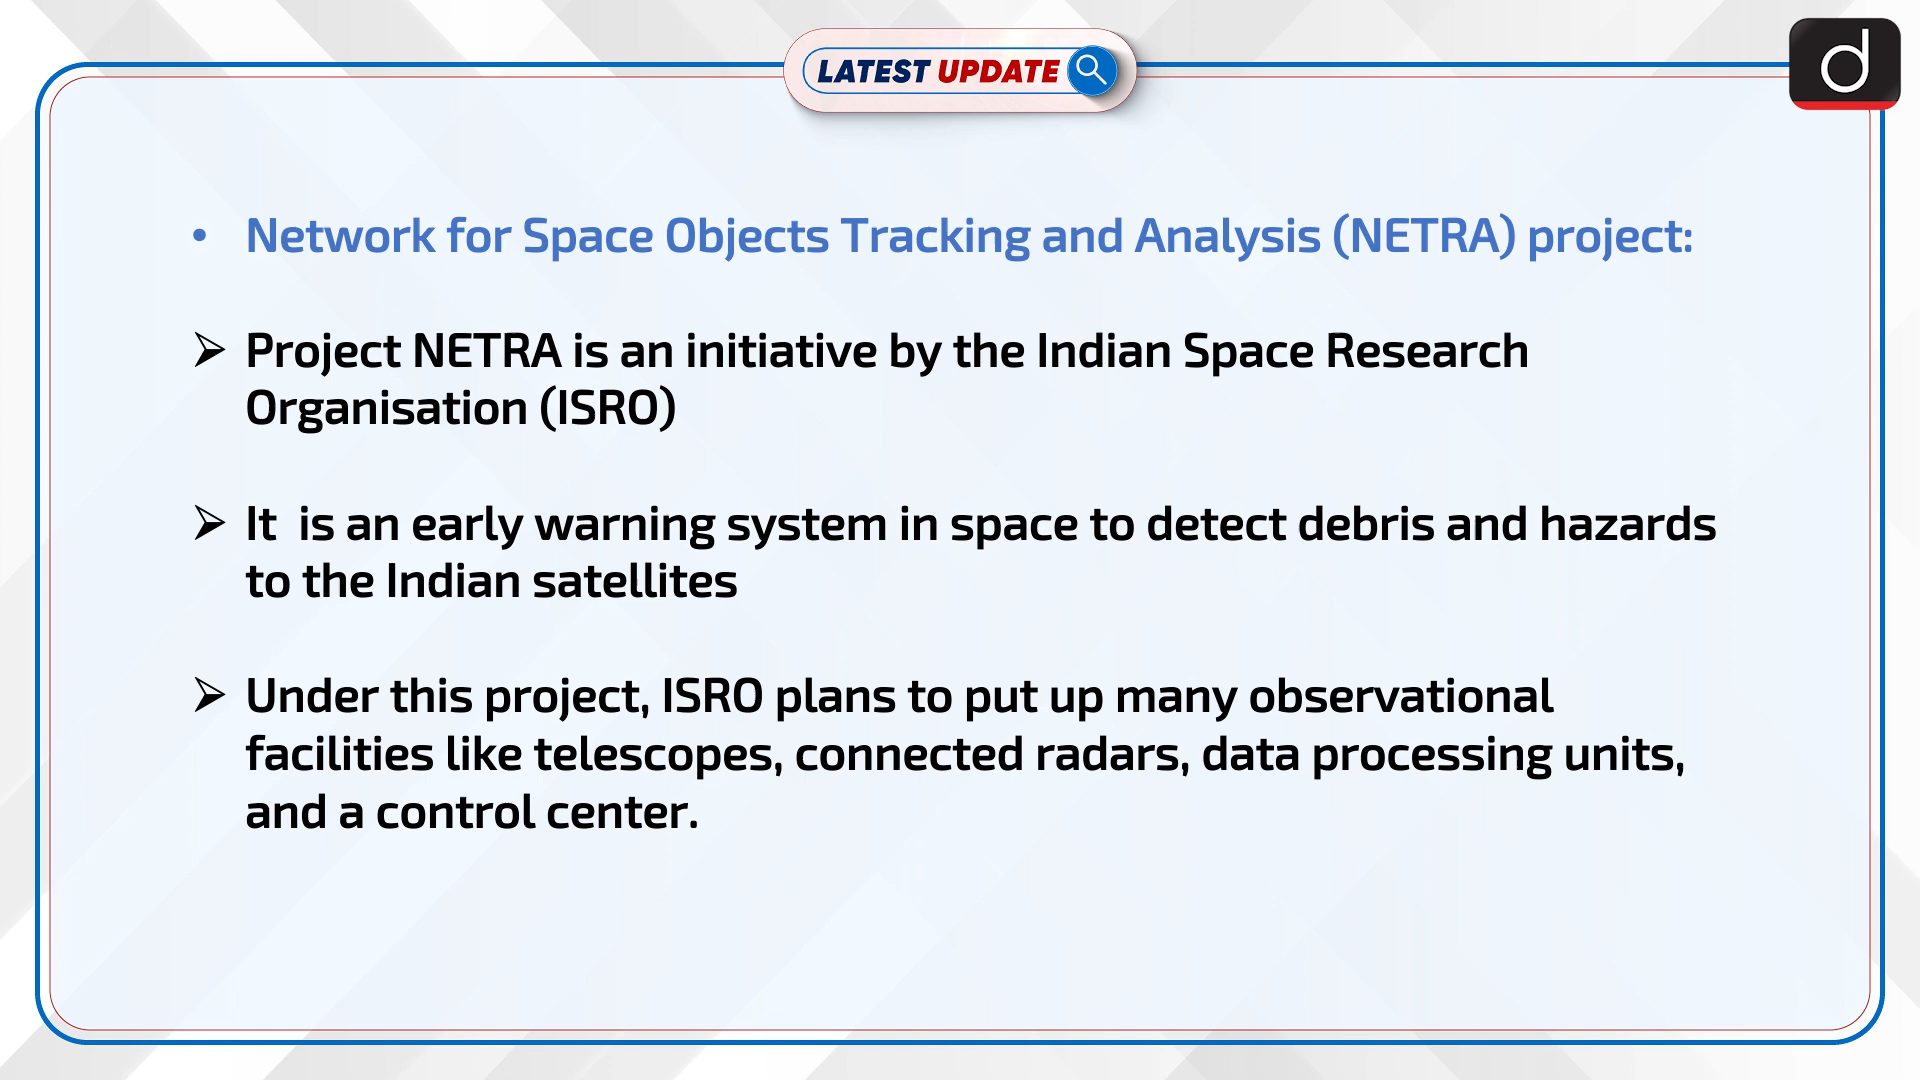 LATEST UPDATE
d
• Network for Space Objects Tracking and Analysis (NETRA) project:
➢ Project NETRA is an initiative by the Indian Space Research
Organisation (ISRO)
➢ It  is an early warning system in space to detect debris and hazards
to the Indian satellites
➢ Under this project, ISRO plans to put up many observational
facilities like telescopes, connected radars, data processing units,
and a control center.